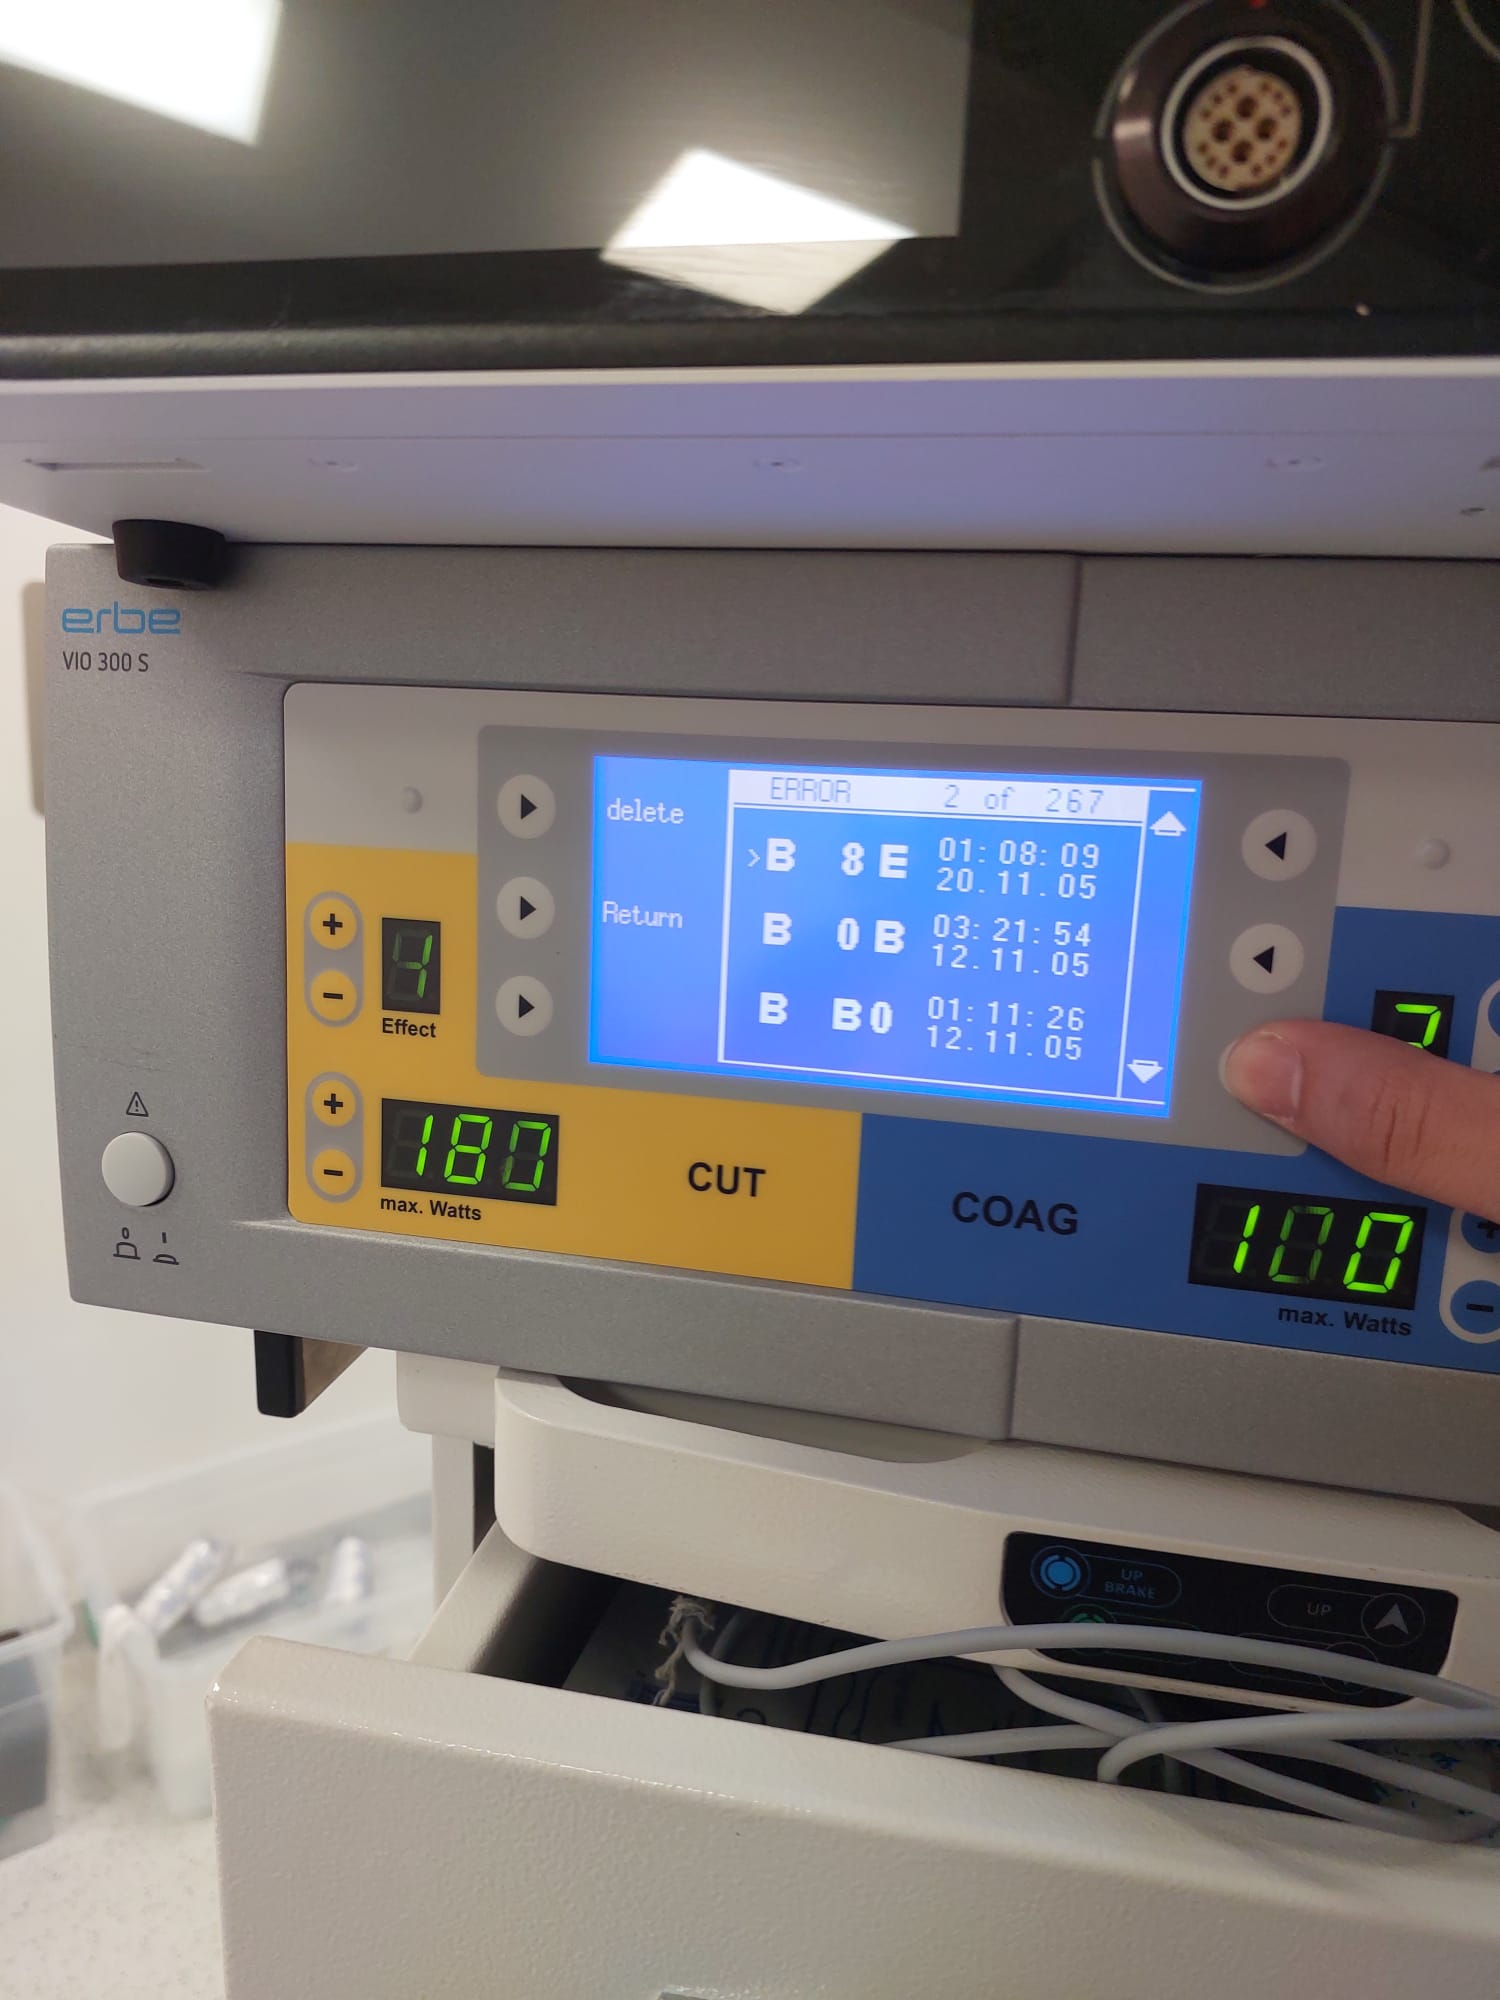 erbe
VIO 300 S
delete
Return
ERROR 2 of 267
>B 8E 01:08:09
20.11.05
B 0B 03:21:54
12.11.05
B B0 01:11:26
12.11.05
+
-
4
Effect
+
-
180
max. Watts
CUT
COAG
100
max. Watts
+
-
0 I
UP
BRAKE
UP